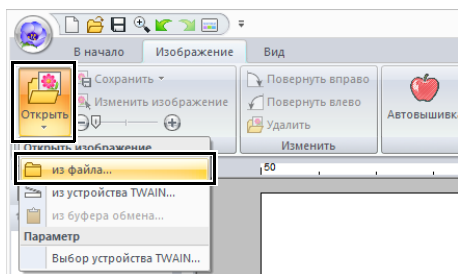 В начало Изображение Вид
Открыть
Сохранить
Изменить изображение
Повернуть вправо
Повернуть влево
Удалить
Изменить
Автовышивк
Открыть изображение
из файла...
из устройства TWAIN...
из буфера обмена...
Параметр
Выбор устройства TWAIN...
50